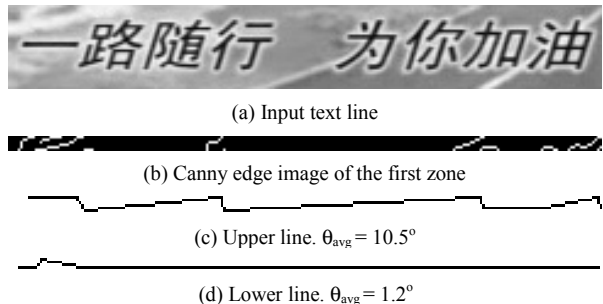 一路随行 为你加油
(a) Input text line
(b) Canny edge image of the first zone
(c) Upper line. θavg = 10.5°
(d) Lower line. θavg = 1.2°